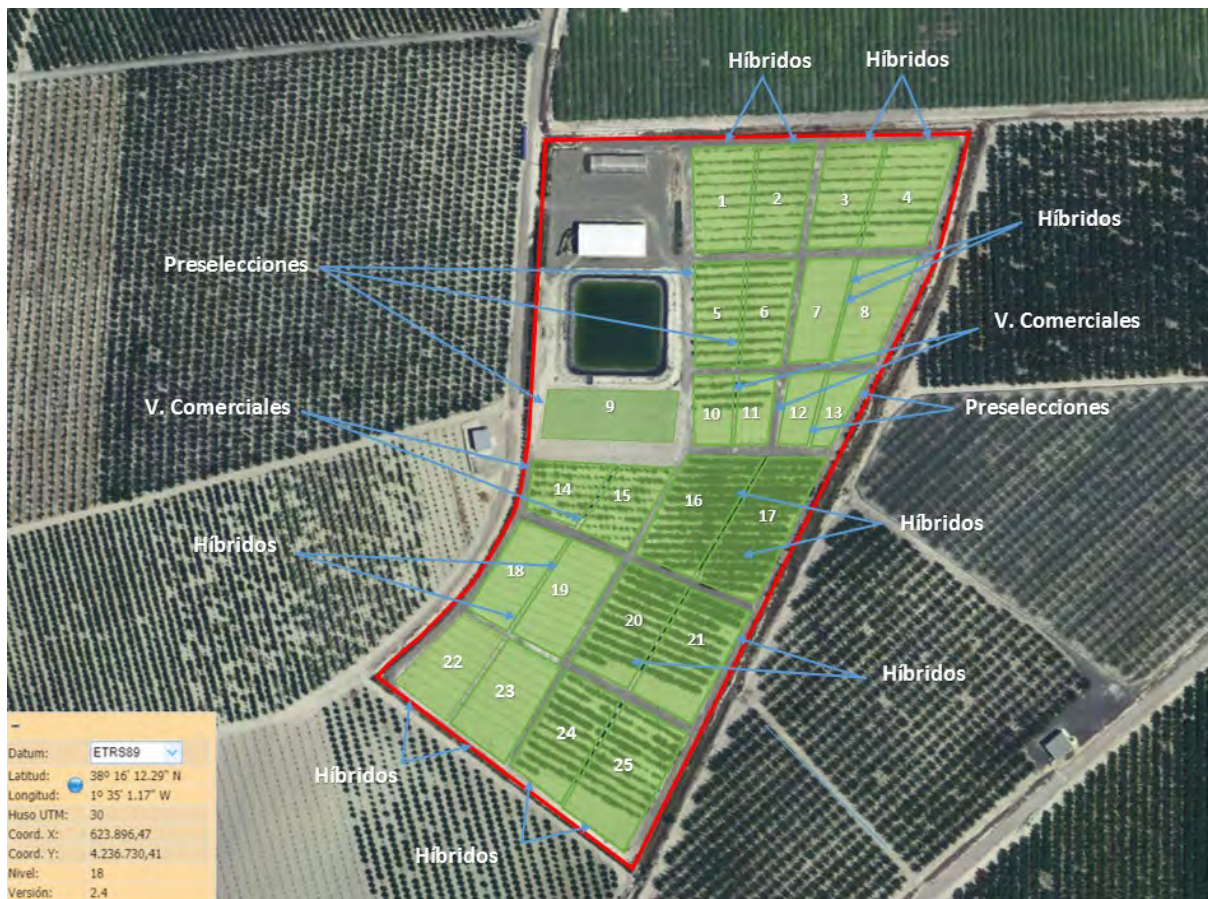 Híbridos
Híbridos
1
2
3
4
Híbridos
Preselecciones
5
6
7
8
V. Comerciales
9
10
11
12
13
V. Comerciales
Preselecciones
14
15
16
17
Híbridos
Híbridos
18
19
20
21
Híbridos
22
23
24
25
Híbridos
Híbridos
-
Datum: ETRS89
Latitud: 38º 16' 12.29" N
Longitud: 1º 35' 1.17" W
Huso UTM: 30
Coord. X: 623.896,47
Coord. Y: 4.236.730,41
Nivel: 18
Versión: 2.4